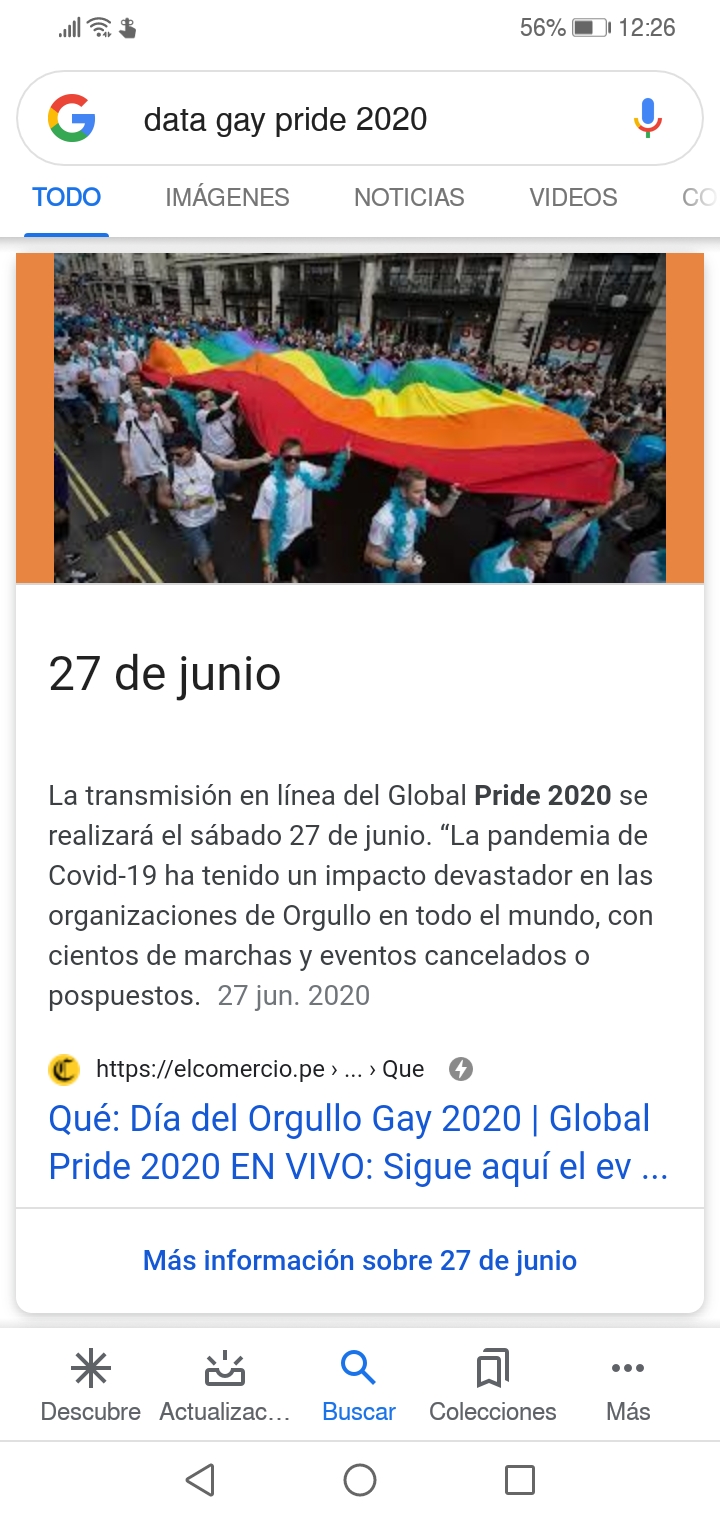 56% 12:26
data gay pride 2020
TODO IMÁGENES NOTICIAS VIDEOS CO
27 de junio
La transmisión en línea del Global Pride 2020 se
realizará el sábado 27 de junio. “La pandemia de
Covid-19 ha tenido un impacto devastador en las
organizaciones de Orgullo en todo el mundo, con
cientos de marchas y eventos cancelados o
pospuestos. 27 jun. 2020
https://elcomercio.pe › ... › Que
Qué: Día del Orgullo Gay 2020 | Global
Pride 2020 EN VIVO: Sigue aquí el ev ...
Más información sobre 27 de junio
Descubre Actualizac... Buscar Colecciones Más